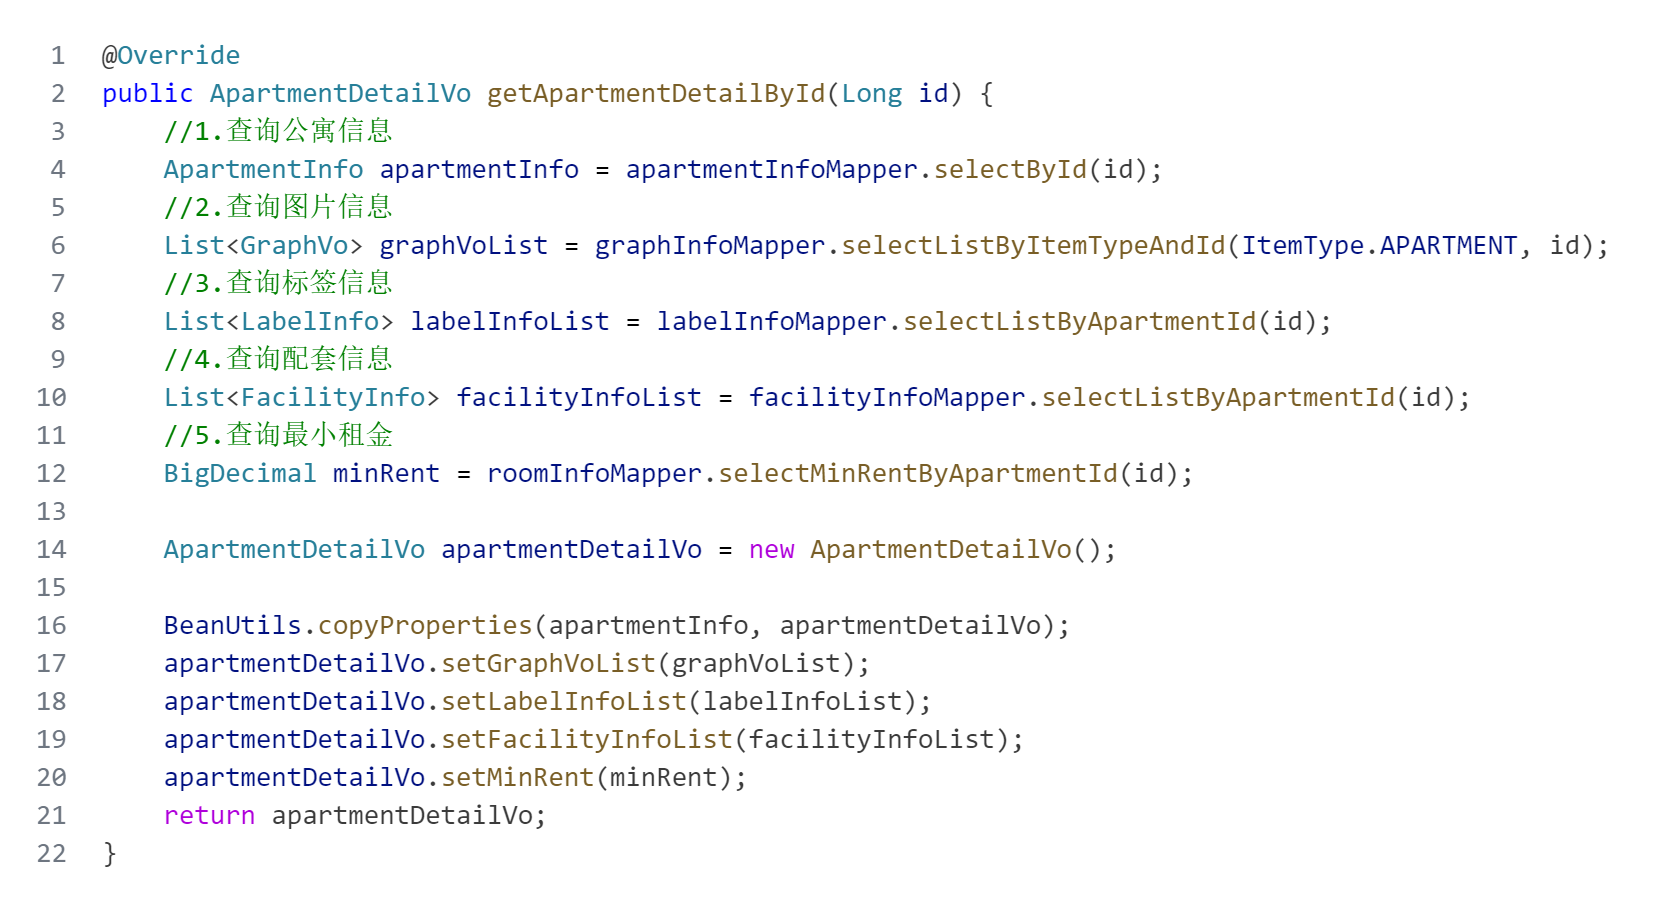 1 @Override
2 public ApartmentDetailVo getApartmentDetailById(Long id) {
3     //1.查询公寓信息
4     ApartmentInfo apartmentInfo = apartmentInfoMapper.selectById(id);
5     //2.查询图片信息
6     List<GraphVo> graphVoList = graphInfoMapper.selectListByItemTypeAndId(ItemType.APARTMENT, id);
7     //3.查询标签信息
8     List<LabelInfo> labelInfoList = labelInfoMapper.selectListByApartmentId(id);
9     //4.查询配套信息
10     List<FacilityInfo> facilityInfoList = facilityInfoMapper.selectListByApartmentId(id);
11     //5.查询最小租金
12     BigDecimal minRent = roomInfoMapper.selectMinRentByApartmentId(id);
13
14     ApartmentDetailVo apartmentDetailVo = new ApartmentDetailVo();
15
16     BeanUtils.copyProperties(apartmentInfo, apartmentDetailVo);
17     apartmentDetailVo.setGraphVoList(graphVoList);
18     apartmentDetailVo.setLabelInfoList(labelInfoList);
19     apartmentDetailVo.setFacilityInfoList(facilityInfoList);
20     apartmentDetailVo.setMinRent(minRent);
21     return apartmentDetailVo;
22 }